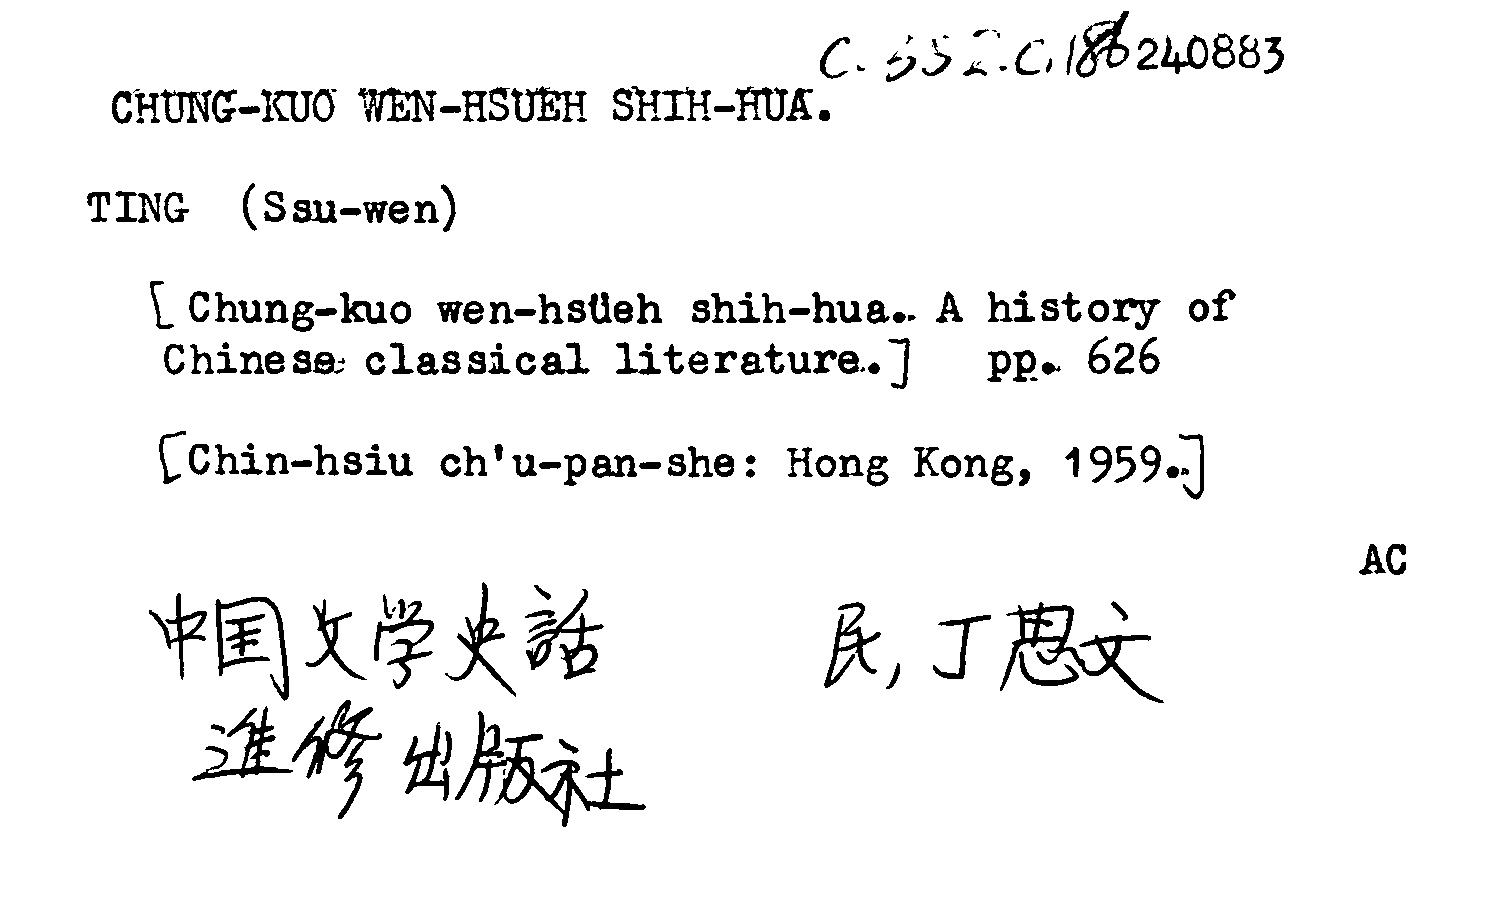 240883
CHUNG-KUO WEN-HSUEH SHIH-HUA.
TING (Ssu-wen)
[Chung-kuo wen-hsüeh shih-hua. A history of
Chinese classical literature.] pp. 626
[Chin-hsiu ch'u-pan-she: Hong Kong, 1959.]
AC
中国文学史話 民,丁思文
進修出版社